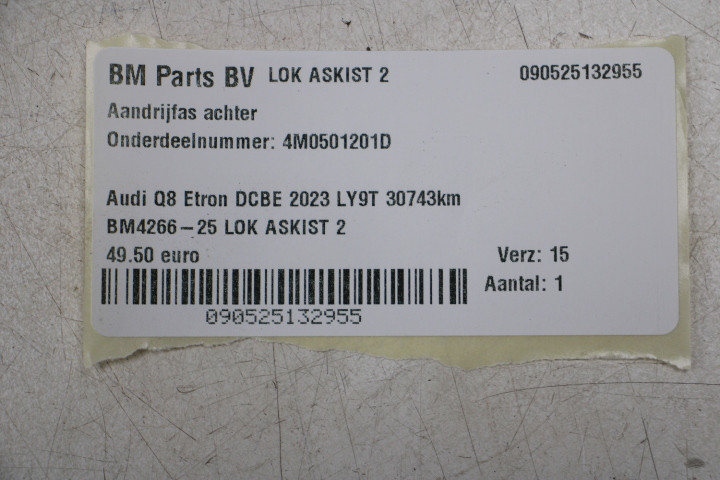 BM Parts BV LOK ASKIST 2 090525132955
Aandrijfas achter
Onderdeelnummer: 4M0501201D
Audi Q8 Etron DCBE 2023 LY9T 30743km
BM4266-25 LOK ASKIST 2
49.50 euro Verz: 15
Aantal: 1
090525132955